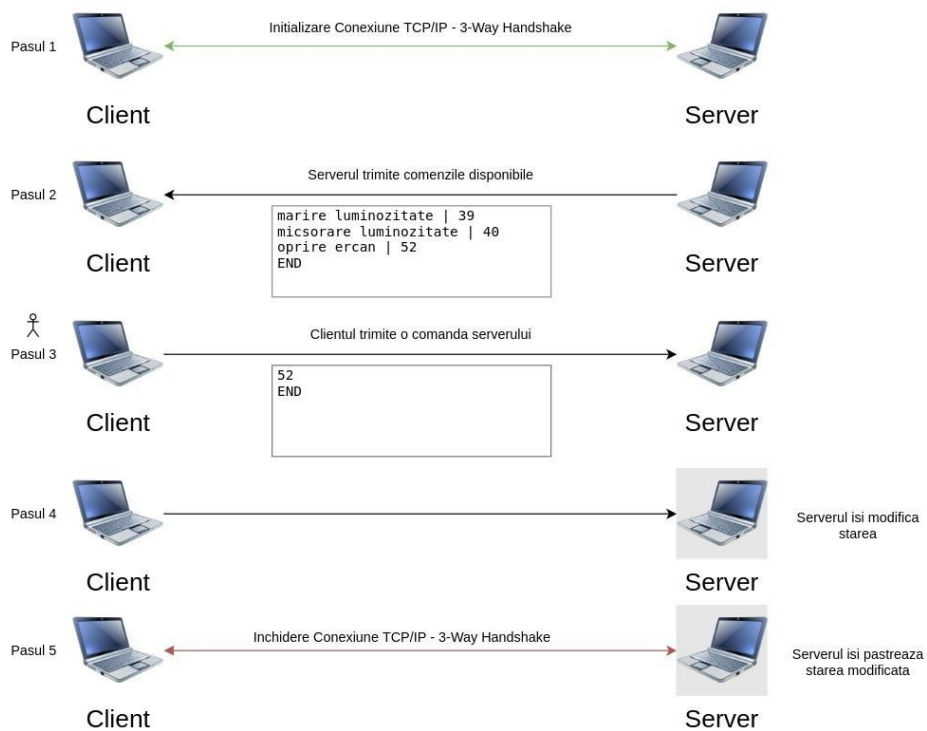 Initializare Conexiune TCP/IP - 3-Way Handshake
Pasul 1
Client
Server
Serverul trimite comenzile disponibile
Pasul 2
marire luminozitate | 39
micsorare luminozitate | 40
oprire ercan | 52
END
Client
Server
Clientul trimite o comanda serverului
Pasul 3
52
END
Client
Server
Pasul 4
Serverul isi modifica
starea
Client
Server
Inchidere Conexiune TCP/IP - 3-Way Handshake
Pasul 5
Serverul isi pastreaza
starea modificata
Client
Server